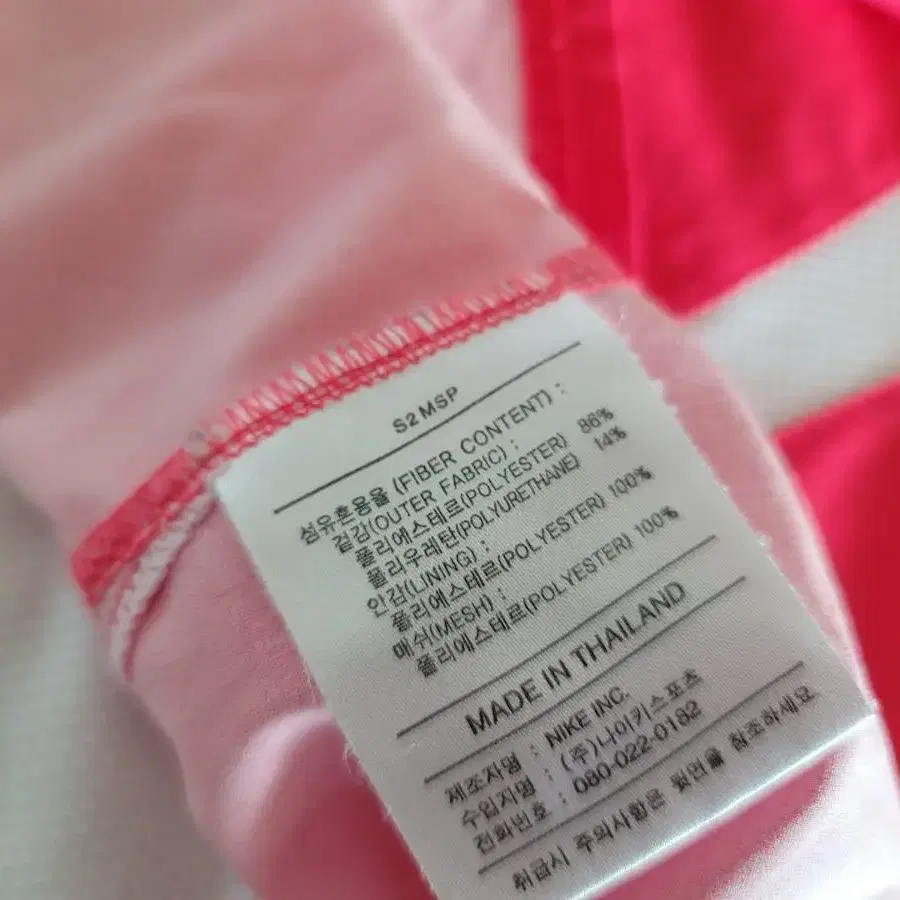 S2MSP
섬유혼용율 (FIBER CONTENT) :
겉감(OUTER FABRIC) :
폴리에스테르(POLYESTER) 86%
폴리우레탄(POLYURETHANE) 14%
안감(LINING) :
폴리에스테르(POLYESTER) 100%
매쉬(MESH) :
폴리에스테르(POLYESTER) 100%
MADE IN THAILAND
제조자명 : NIKE INC.
수입자명 : (주)나이키스포츠
전화번호 : 080-022-0182
취급시 주의사항은 뒷면을 참조하세요